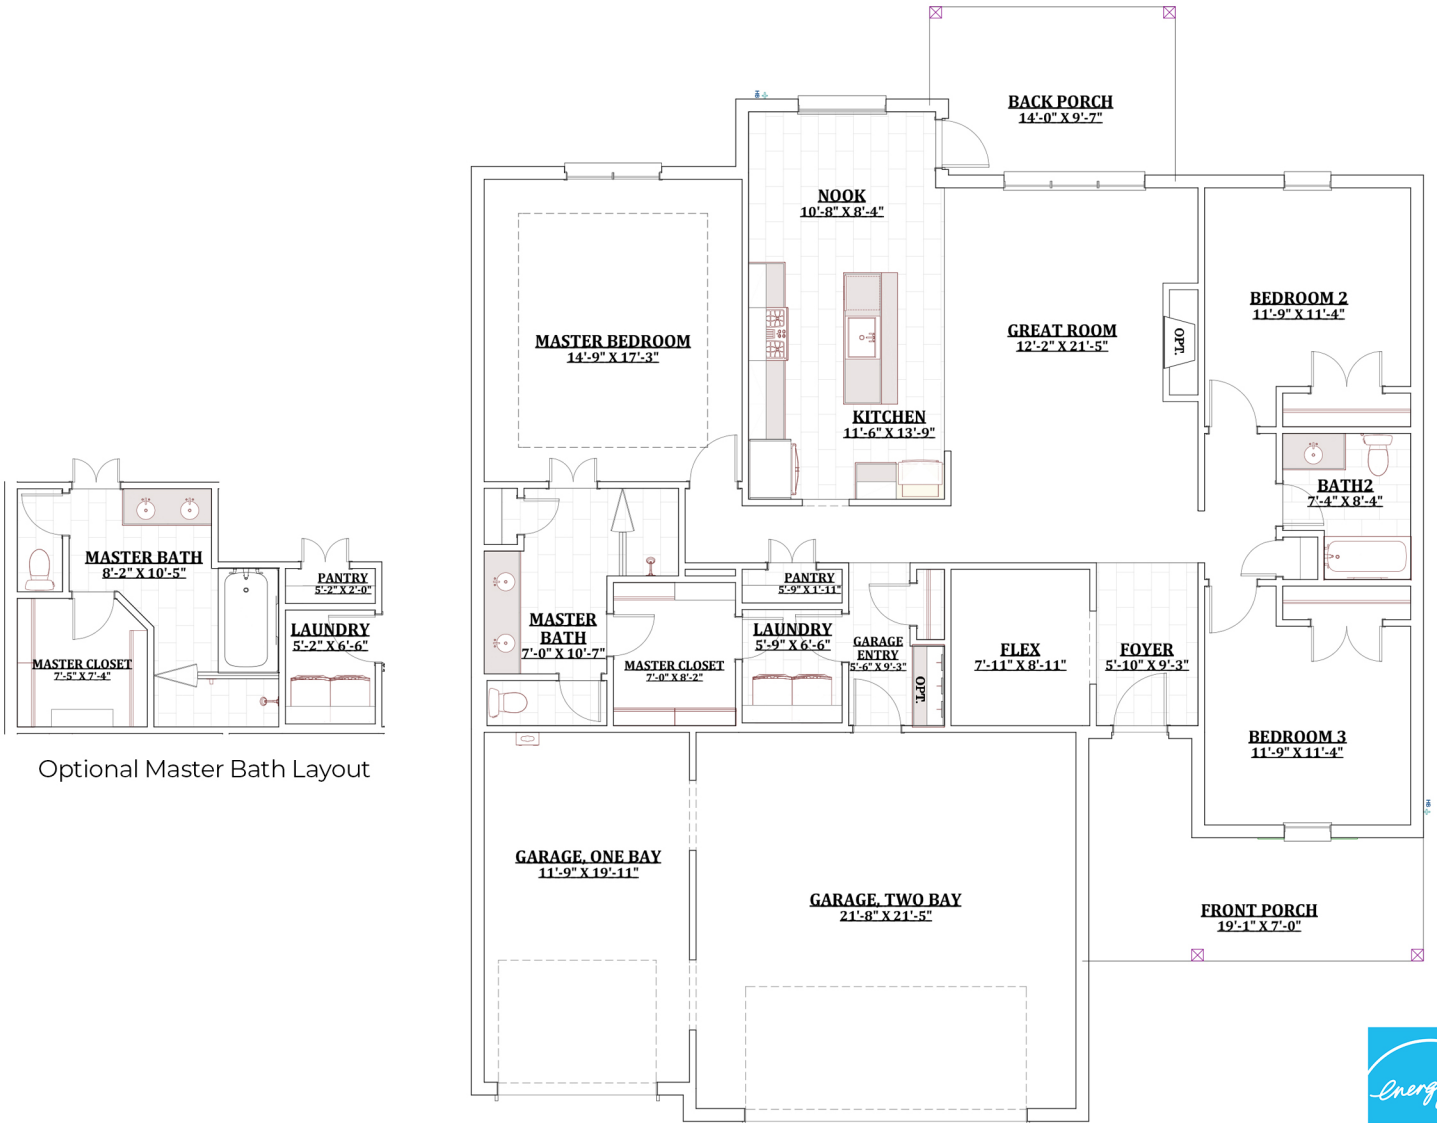 BACK PORCH
14'-0" X 9'-7"
HB
NOOK
10'-8" X 8'-4"
MASTER BEDROOM
14'-9" X 17'-3"
KITCHEN
11'-6" X 13'-9"
GREAT ROOM
12'-2" X 21'-5"
OPT.
BEDROOM 2
11'-9" X 11'-4"
BATH2
7'-4" X 8'-4"
MASTER BATH
8'-2" X 10'-5"
PANTRY
5'-2" X 2'-0"
LAUNDRY
5'-2" X 6'-6"
MASTER CLOSET
7'-5" X 7'-4"
Optional Master Bath Layout
MASTER
BATH
7'-0" X 10'-7"
MASTER CLOSET
7'-0" X 8'-2"
PANTRY
5'-9" X 1'-11"
LAUNDRY
5'-9" X 6'-6"
GARAGE
ENTRY
5'-6" X 9'-3"
OPT.
FLEX
7'-11" X 8'-11"
FOYER
5'-10" X 9'-3"
BEDROOM 3
11'-9" X 11'-4"
HB
GARAGE, ONE BAY
11'-9" X 19'-11"
GARAGE, TWO BAY
21'-8" X 21'-5"
FRONT PORCH
19'-1" X 7'-0"
energy